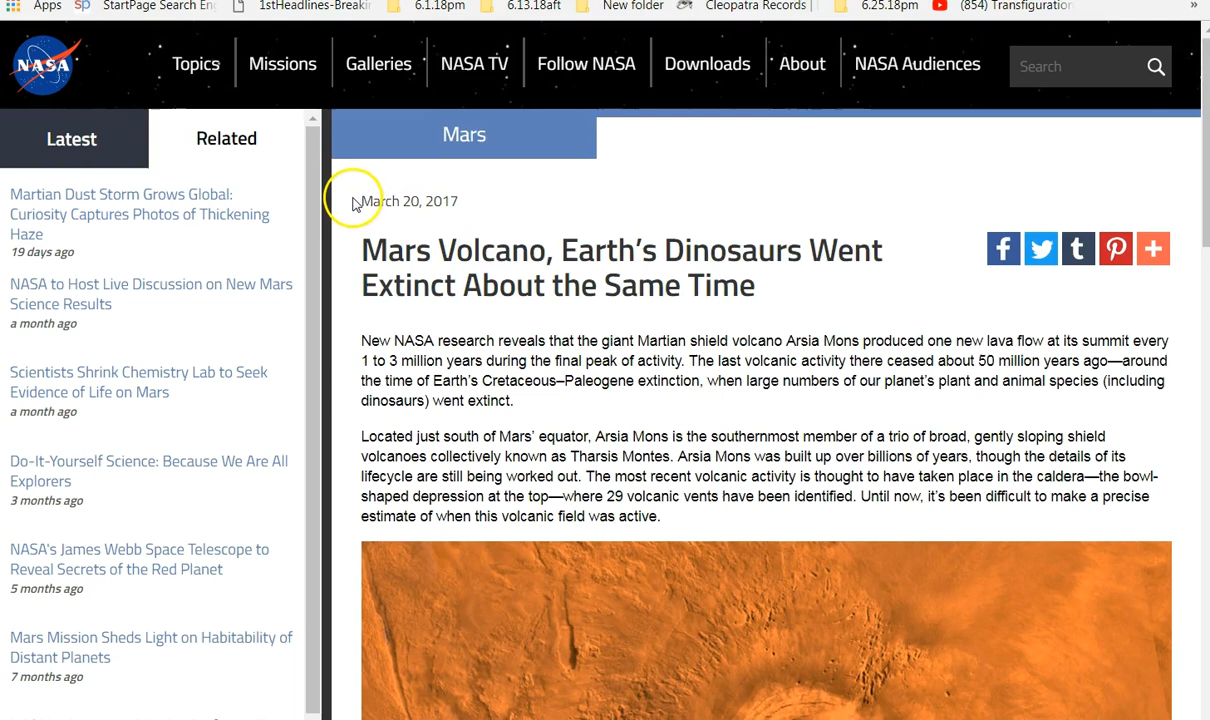 Apps
StartPage Search En
1stHeadlines-Breaki
6.1.18pm
6.13.18aft
New folder
Cleopatra Records |
6.25.18pm
(854) Transfiguration
»
NASA
Topics
Missions
Galleries
NASA TV
Follow NASA
Downloads
About
NASA Audiences
Search
Latest
Related
Martian Dust Storm Grows Global:
Curiosity Captures Photos of Thickening
Haze
19 days ago
NASA to Host Live Discussion on New Mars
Science Results
a month ago
Scientists Shrink Chemistry Lab to Seek
Evidence of Life on Mars
a month ago
Do-It-Yourself Science: Because We Are All
Explorers
3 months ago
NASA's James Webb Space Telescope to
Reveal Secrets of the Red Planet
5 months ago
Mars Mission Sheds Light on Habitability of
Distant Planets
7 months ago
Mars
March 20, 2017
Mars Volcano, Earth’s Dinosaurs Went
Extinct About the Same Time
New NASA research reveals that the giant Martian shield volcano Arsia Mons produced one new lava flow at its summit every
1 to 3 million years during the final peak of activity. The last volcanic activity there ceased about 50 million years ago—around
the time of Earth’s Cretaceous–Paleogene extinction, when large numbers of our planet’s plant and animal species (including
dinosaurs) went extinct.
Located just south of Mars’ equator, Arsia Mons is the southernmost member of a trio of broad, gently sloping shield
volcanoes collectively known as Tharsis Montes. Arsia Mons was built up over billions of years, though the details of its
lifecycle are still being worked out. The most recent volcanic activity is thought to have taken place in the caldera—the bowl-
shaped depression at the top—where 29 volcanic vents have been identified. Until now, it’s been difficult to make a precise
estimate of when this volcanic field was active.